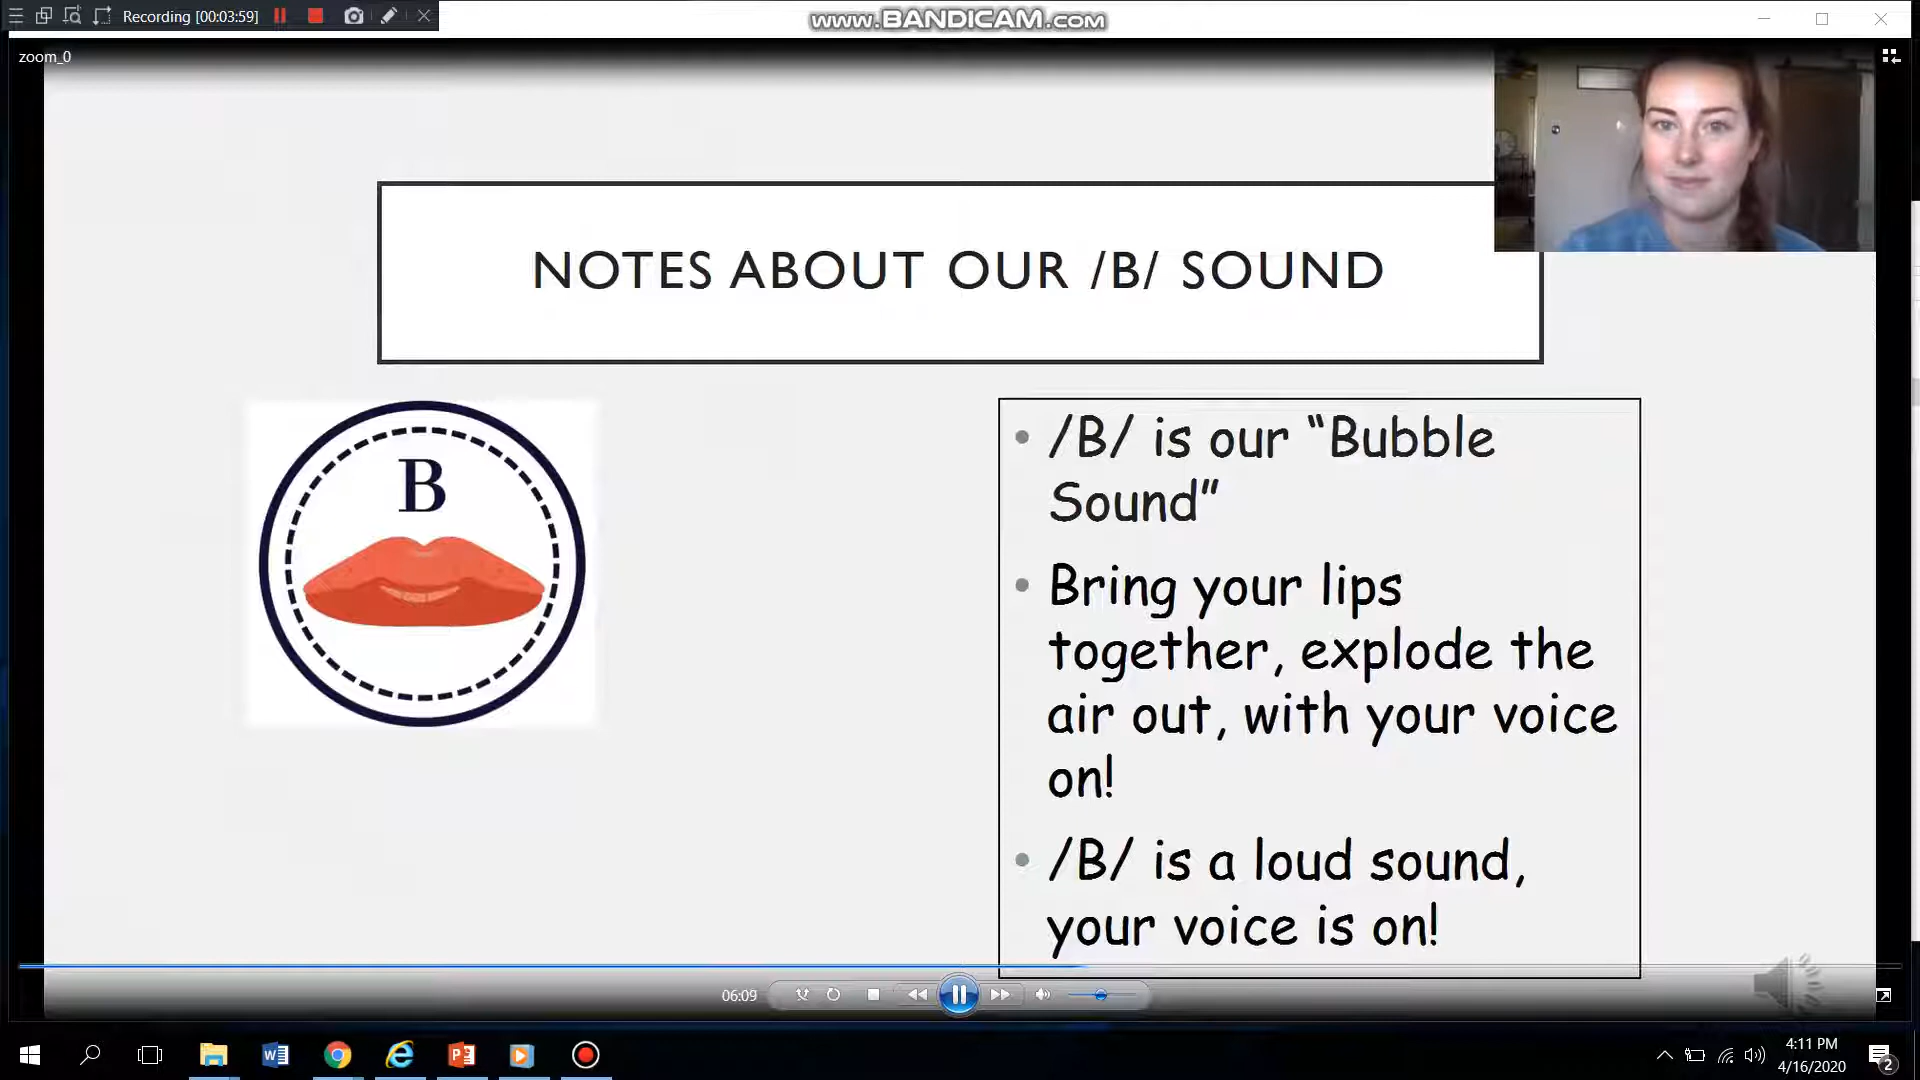 Recording [00:03:59]
www.BANDICAM.com
zoom_0
NOTES ABOUT OUR /B/ SOUND
B
• /B/ is our “Bubble
Sound”
• Bring your lips
together, explode the
air out, with your voice
on!
• /B/ is a loud sound,
your voice is on!
06:09
4:11 PM
4/16/2020
2